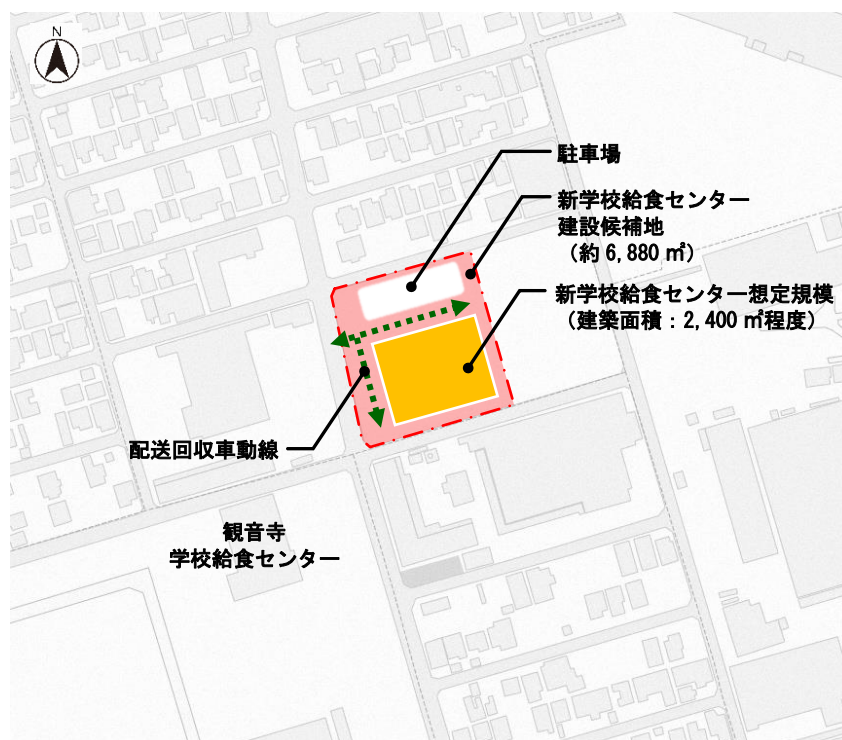 N
駐車場
新学校給食センター
建設候補地
（約 6,880 ㎡）
新学校給食センター想定規模
（建築面積：2,400 ㎡程度）
配送回収車動線
観音寺
学校給食センター